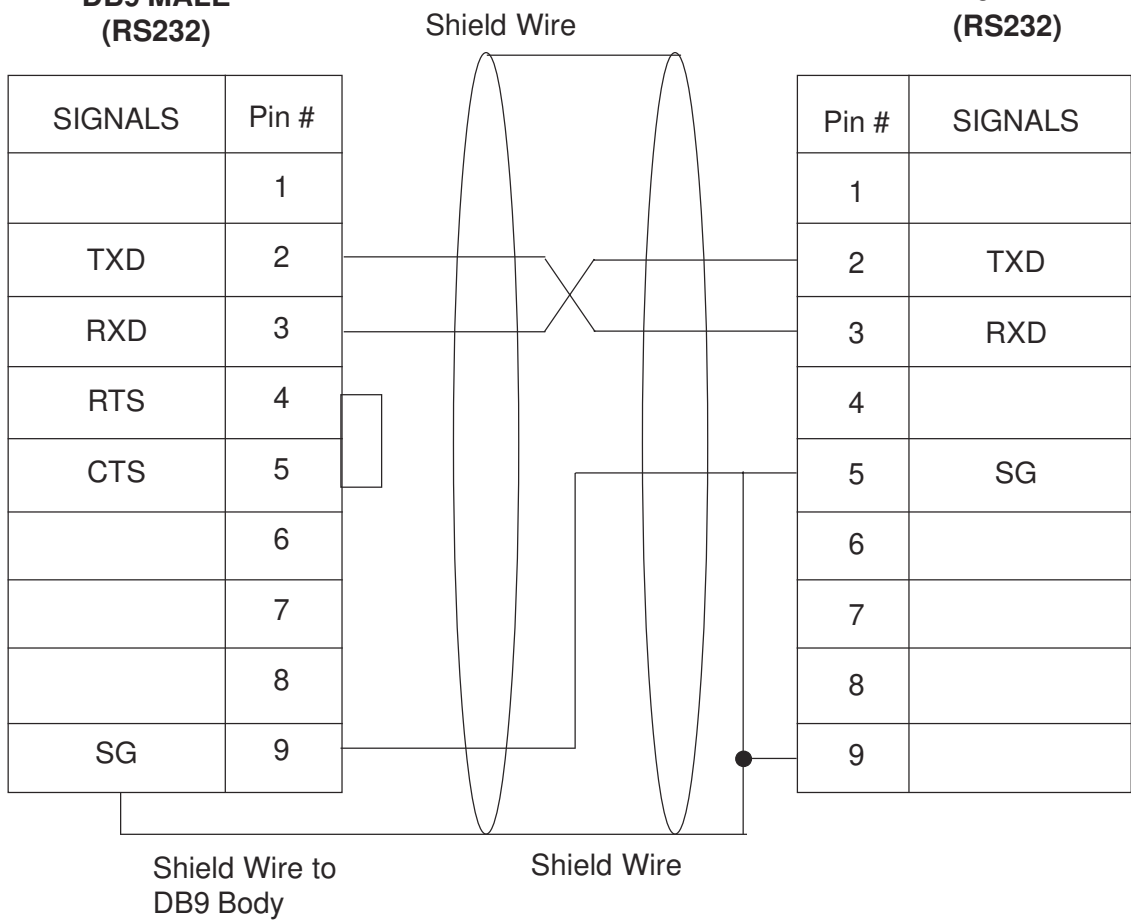 DB9 MALE
(RS232)
Shield Wire
(RS232)
SIGNALS Pin #
1
TXD 2
RXD 3
RTS 4
CTS 5
6
7
8
SG 9
Pin # SIGNALS
1
2 TXD
3 RXD
4
5 SG
6
7
8
9
Shield Wire to
DB9 Body
Shield Wire